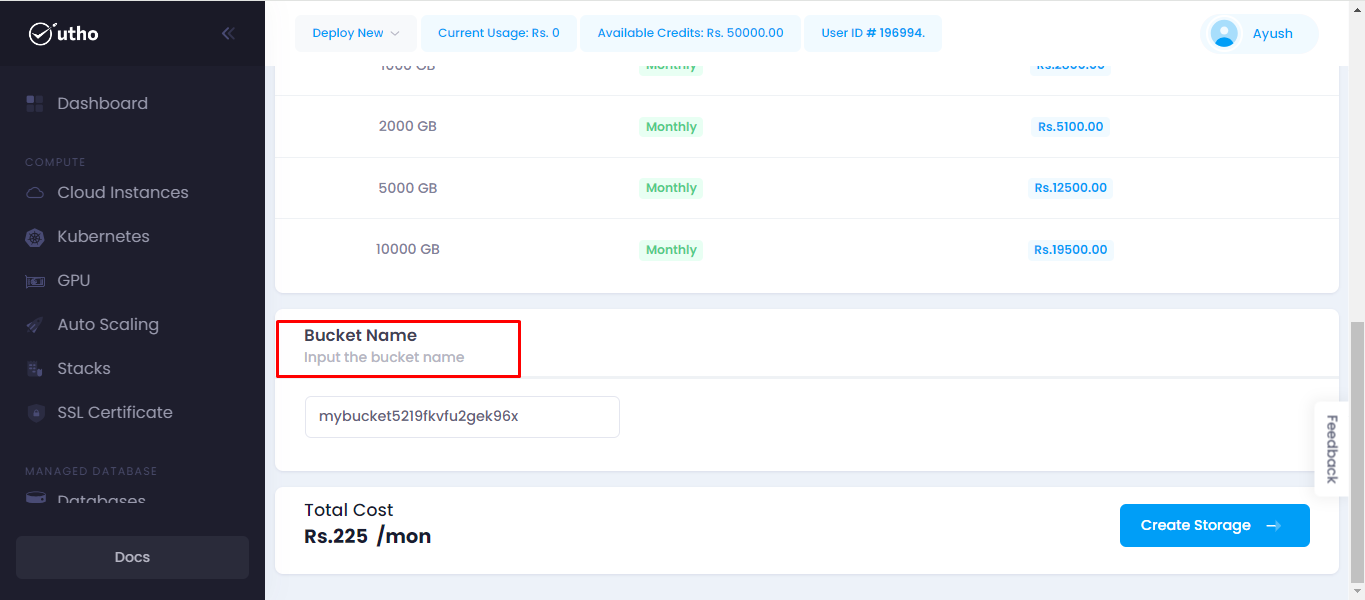 utho
Deploy New
Current Usage: Rs. 0
Available Credits: Rs. 50000.00
User ID # 196994.
Ayush
Dashboard
COMPUTE
Cloud Instances
Kubernetes
GPU
Auto Scaling
Stacks
SSL Certificate
MANAGED DATABASE
Databases
Docs
Monthly
2000 GB Monthly Rs.5100.00
5000 GB Monthly Rs.12500.00
10000 GB Monthly Rs.19500.00
Bucket Name
Input the bucket name
mybucket5219fkvfu2gek96x
Total Cost
Rs.225 /mon
Create Storage
Feedback